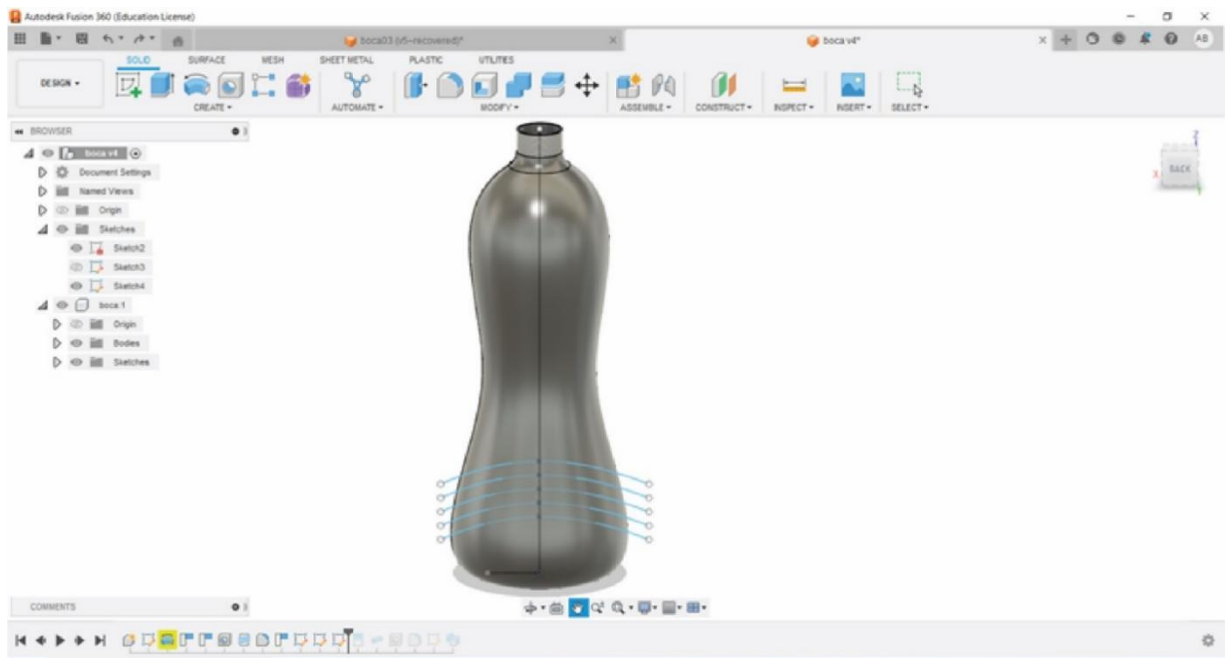 Autodesk Fusion 360 (Education License)
boca03 (v5~recovered)*
boca v4*
AB
DESIGN
SOLID SURFACE MESH SHEET METAL PLASTIC UTILITIES
CREATE AUTOMATE MODIFY ASSEMBLE CONSTRUCT INSPECT INSERT SELECT
BROWSER
boca v4
Document Settings
Named Views
Origin
Sketches
Sketch2
Sketch3
Sketch4
boca:1
Origin
Bodies
Sketches
Z
BACK
X
COMMENTS